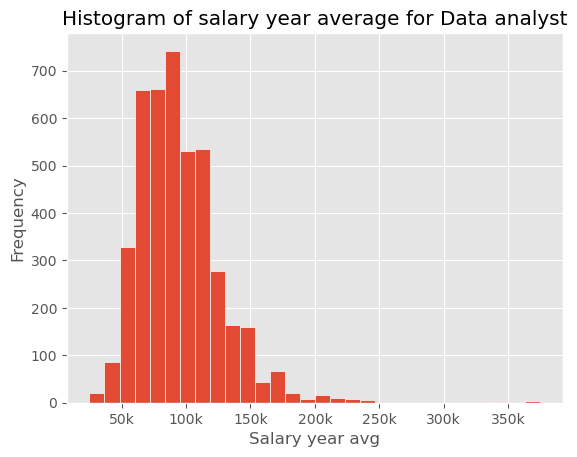 Histogram of salary year average for Data analyst
Frequency
700
600
500
400
300
200
100
0
50k 100k 150k 200k 250k 300k 350k
Salary year avg